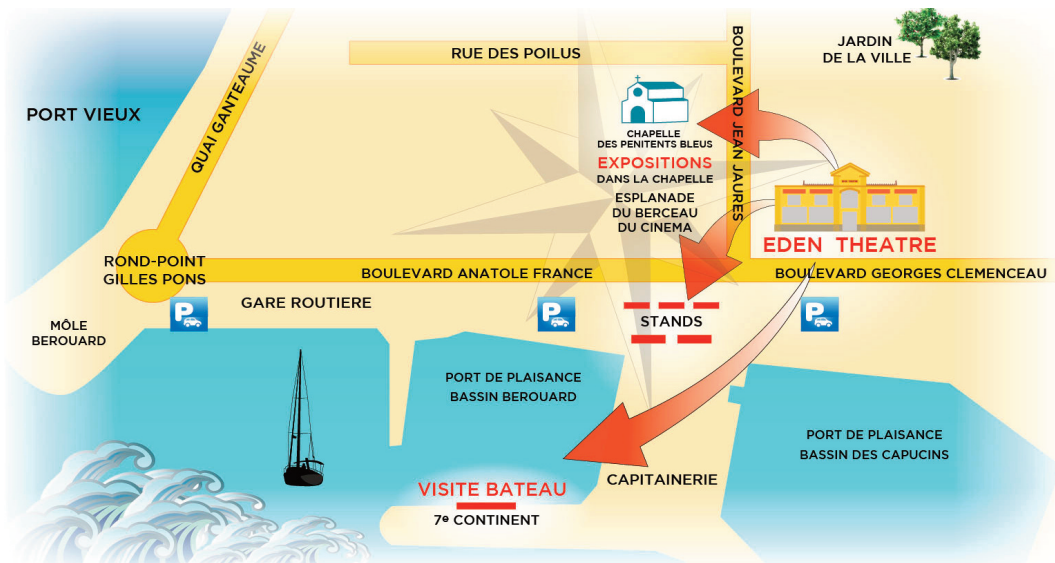 RUE DES POILUS
BOULEVARD JEAN JAURES
JARDIN
DE LA VILLE
PORT VIEUX
QUAI GANTEAUME
CHAPELLE
DES PENITENTS BLEUS
EXPOSITIONS
DANS LA CHAPELLE
ESPLANADE
DU BERCEAU
DU CINEMA
EDEN THEATRE
ROND-POINT
GILLES PONS
BOULEVARD ANATOLE FRANCE
BOULEVARD GEORGES CLEMENCEAU
GARE ROUTIERE
P
P
P
STANDS
MÔLE
BEROUARD
PORT DE PLAISANCE
BASSIN BEROUARD
PORT DE PLAISANCE
BASSIN DES CAPUCINS
CAPITAINERIE
VISITE BATEAU
7e CONTINENT